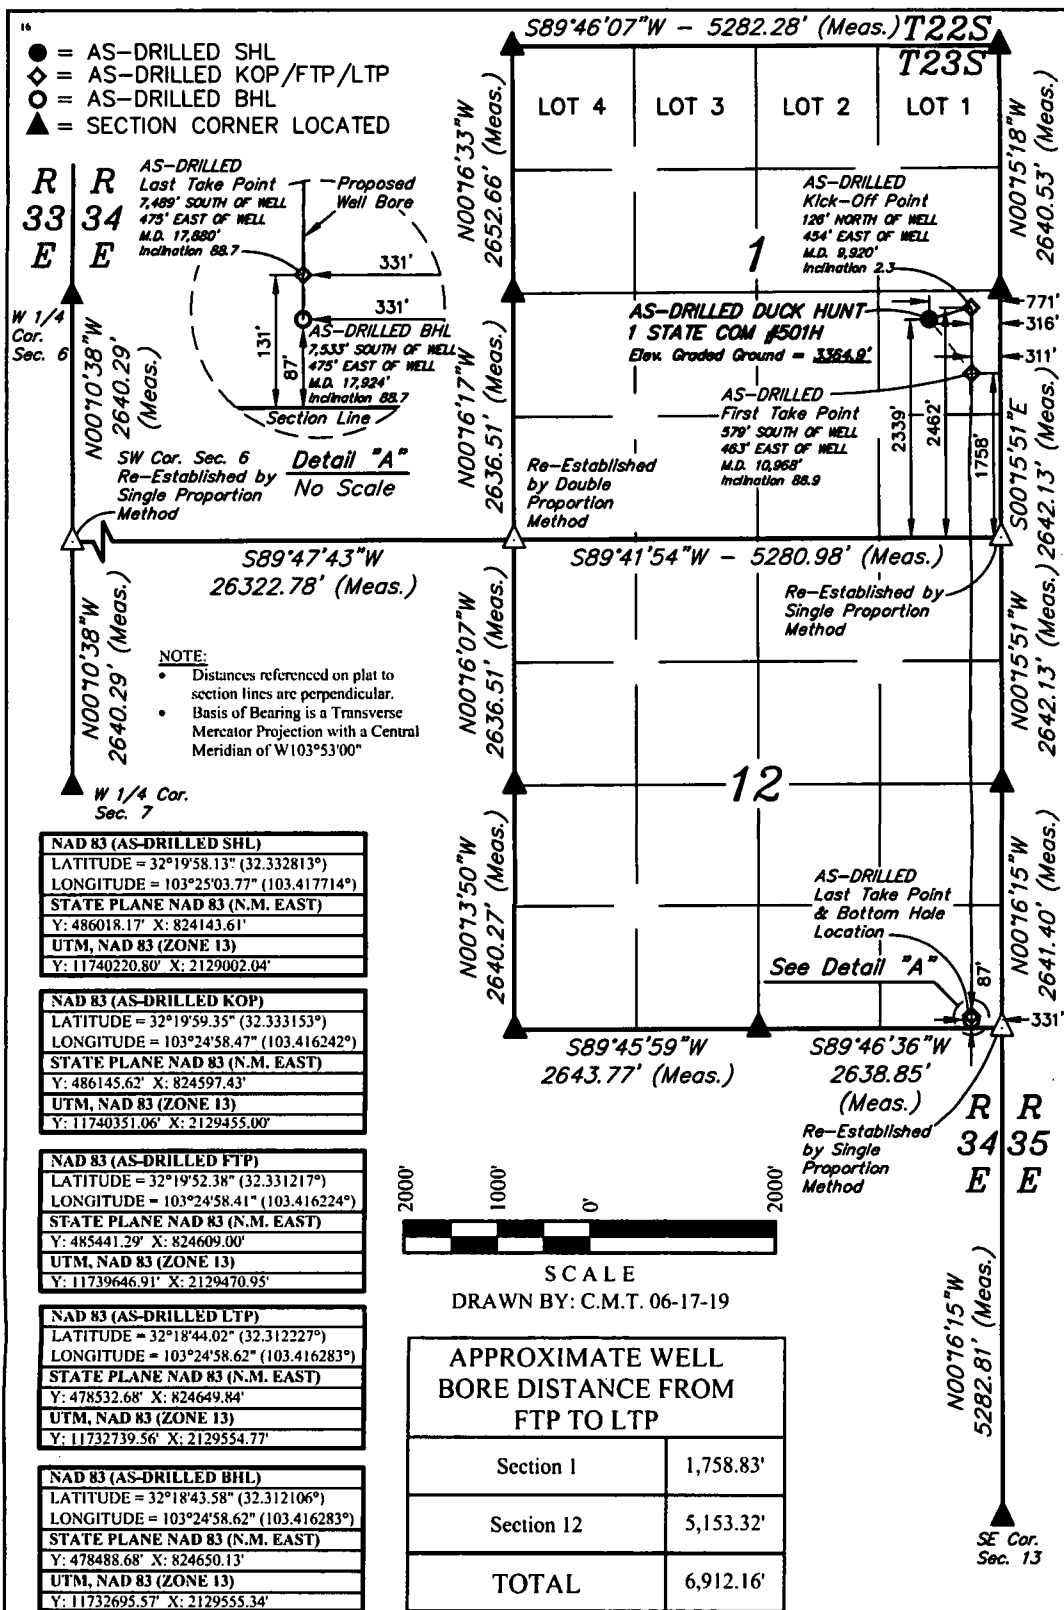 16
● = AS-DRILLED SHL
◇ = AS-DRILLED KOP/FTP/LTP
○ = AS-DRILLED BHL
▲ = SECTION CORNER LOCATED
S89°46'07"W - 5282.28' (Meas.)
T22S
T23S
LOT 4
LOT 3
LOT 2
LOT 1
N00°16'33"W
2652.66' (Meas.)
N00°15'18"W
2640.53' (Meas.)
R R
33 34
E E
AS-DRILLED
Last Take Point
7,489' SOUTH OF WELL
475' EAST OF WELL
M.D. 17,880'
Inclination 88.7
Proposed
Well Bore
331'
331'
131'
87'
AS-DRILLED BHL
7,533' SOUTH OF WELL
475' EAST OF WELL
M.D. 17,924'
Inclination 88.7
Section Line
Detail "A"
No Scale
W 1/4
Cor.
Sec. 6
N00°10'38"W
2640.29'
(Meas.)
SW Cor. Sec. 6
Re-Established by
Single Proportion
Method
AS-DRILLED
Kick-Off Point
126' NORTH OF WELL
454' EAST OF WELL
M.D. 9,920'
Inclination 2.3
1
AS-DRILLED DUCK HUNT
1 STATE COM #501H
Elev. Graded Ground = 3364.9'
771'
316'
311'
AS-DRILLED
First Take Point
579' SOUTH OF WELL
463' EAST OF WELL
M.D. 10,968'
Inclination 88.9
2339'
2462'
1758'
N00°16'17"W
2636.51' (Meas.)
S00°15'51"E
2642.13' (Meas.)
Re-Established
by Double
Proportion
Method
S89°47'43"W
26322.78' (Meas.)
S89°41'54"W - 5280.98' (Meas.)
Re-Established by
Single Proportion
Method
N00°10'38"W
2640.29' (Meas.)
W 1/4 Cor.
Sec. 7
NOTE:
• Distances referenced on plat to
section lines are perpendicular.
• Basis of Bearing is a Transverse
Mercator Projection with a Central
Meridian of W103°53'00"
N00°16'07"W
2636.51' (Meas.)
N00°15'51"W
2642.13' (Meas.)
12
N00°13'50"W
2640.27' (Meas.)
N00°16'15"W
2641.40' (Meas.)
AS-DRILLED
Last Take Point
& Bottom Hole
Location
See Detail "A"
87'
331'
S89°45'59"W
2643.77' (Meas.)
S89°46'36"W
2638.85'
(Meas.)
Re-Established
by Single
Proportion
Method
R R
34 35
E E
N00°16'15"W
5282.81' (Meas.)
SE Cor.
Sec. 13
NAD 83 (AS-DRILLED SHL)
LATITUDE = 32°19'58.13" (32.332813°)
LONGITUDE = 103°25'03.77" (103.417714°)
STATE PLANE NAD 83 (N.M. EAST)
Y: 486018.17' X: 824143.61'
UTM, NAD 83 (ZONE 13)
Y: 11740220.80' X: 2129002.04'
NAD 83 (AS-DRILLED KOP)
LATITUDE = 32°19'59.35" (32.333153°)
LONGITUDE = 103°24'58.47" (103.416242°)
STATE PLANE NAD 83 (N.M. EAST)
Y: 486145.62' X: 824597.43'
UTM, NAD 83 (ZONE 13)
Y: 11740351.06' X: 2129455.00'
NAD 83 (AS-DRILLED FTP)
LATITUDE = 32°19'52.38" (32.331217°)
LONGITUDE = 103°24'58.41" (103.416224°)
STATE PLANE NAD 83 (N.M. EAST)
Y: 485441.29' X: 824609.00'
UTM, NAD 83 (ZONE 13)
Y: 11739646.91' X: 2129470.95'
NAD 83 (AS-DRILLED LTP)
LATITUDE = 32°18'44.02" (32.312227°)
LONGITUDE = 103°24'58.62" (103.416283°)
STATE PLANE NAD 83 (N.M. EAST)
Y: 478532.68' X: 824649.84'
UTM, NAD 83 (ZONE 13)
Y: 11732739.56' X: 2129554.77'
NAD 83 (AS-DRILLED BHL)
LATITUDE = 32°18'43.58" (32.312106°)
LONGITUDE = 103°24'58.62" (103.416283°)
STATE PLANE NAD 83 (N.M. EAST)
Y: 478488.68' X: 824650.13'
UTM, NAD 83 (ZONE 13)
Y: 11732695.57' X: 2129555.34'
2000'
1000'
0'
2000'
SCALE
DRAWN BY: C.M.T. 06-17-19
APPROXIMATE WELL
BORE DISTANCE FROM
FTP TO LTP
Section 1 1,758.83'
Section 12 5,153.32'
TOTAL 6,912.16'